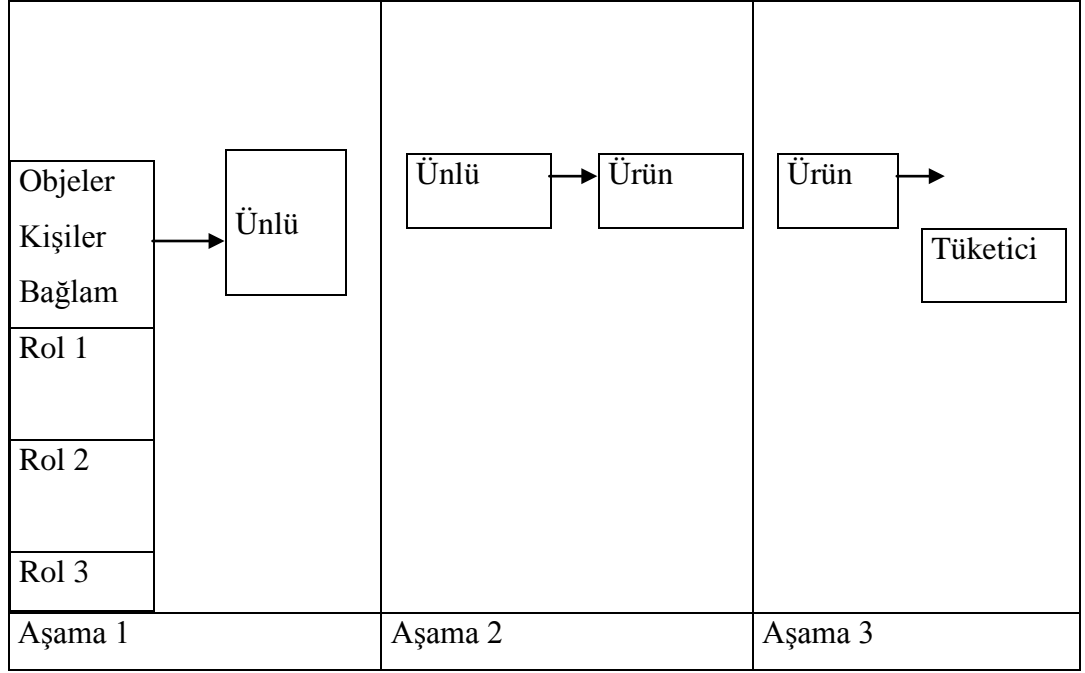 Objeler
Kişiler
Bağlam
Rol 1
Rol 2
Rol 3
Ünlü
Ünlü
Ürün
Ürün
Tüketici
Aşama 1
Aşama 2
Aşama 3